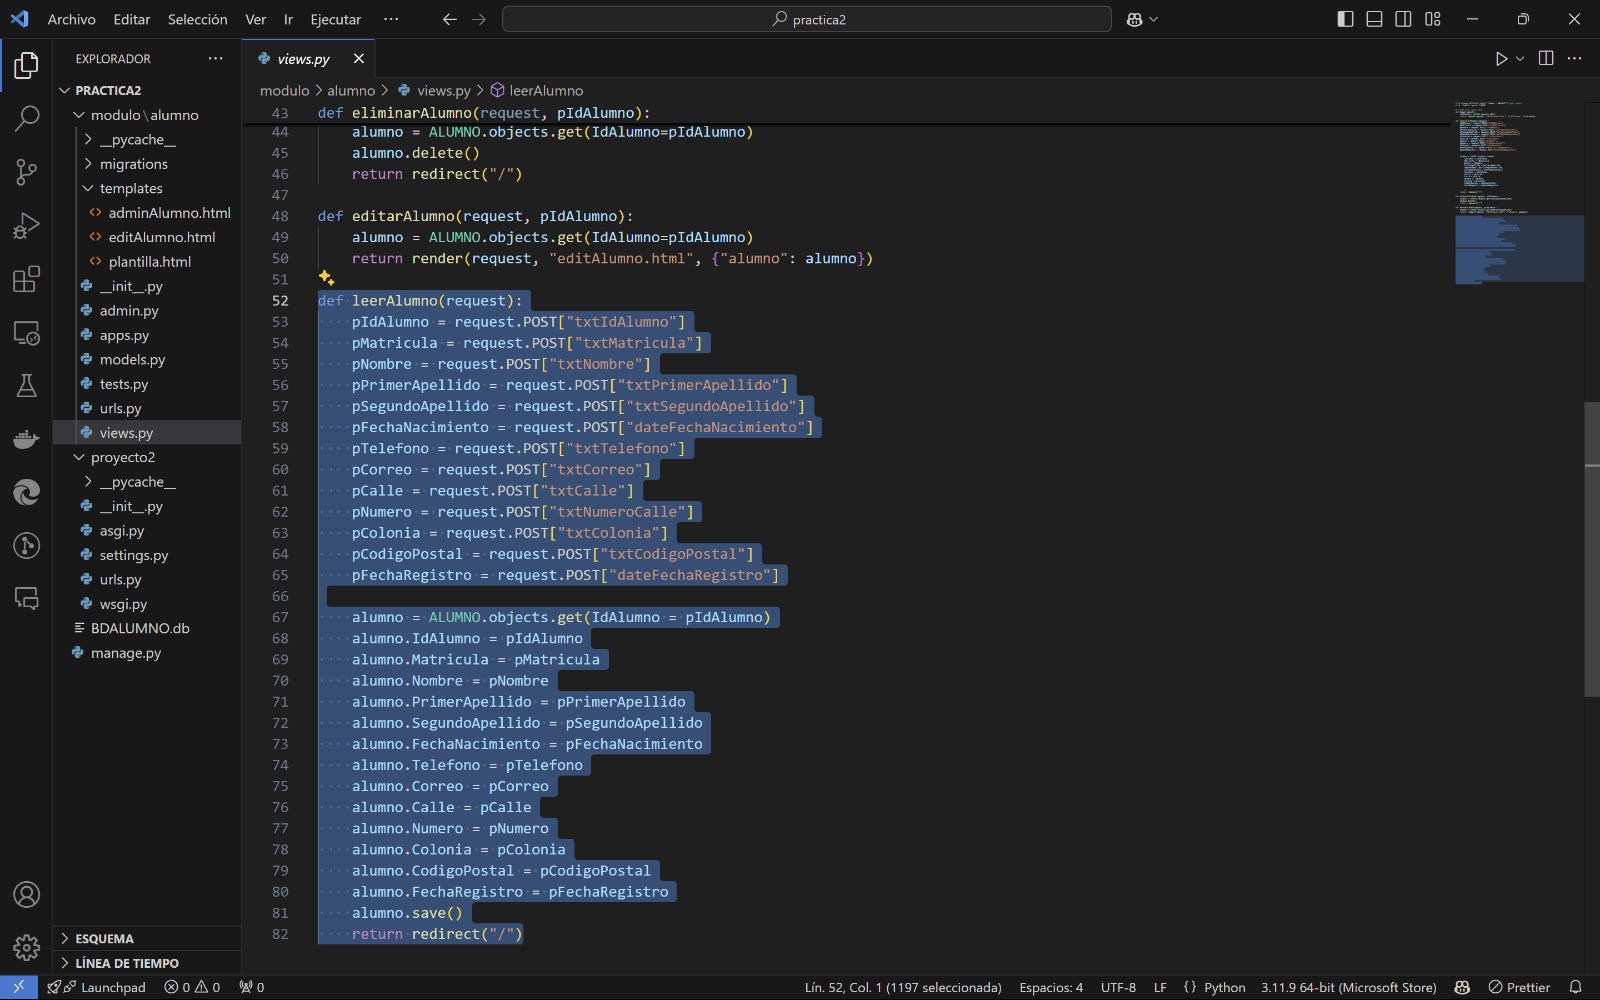 Archivo Editar Selección Ver Ir Ejecutar ··· practica2
EXPLORADOR ···
PRACTICA2
modulo\alumno
__pycache__
migrations
templates
adminAlumno.html
editAlumno.html
plantilla.html
__init__.py
admin.py
apps.py
models.py
tests.py
urls.py
views.py
proyecto2
__pycache__
__init__.py
asgi.py
settings.py
urls.py
wsgi.py
BDALUMNO.db
manage.py
ESQUEMA
LÍNEA DE TIEMPO
views.py
modulo > alumno > views.py > leerAlumno
43 def eliminarAlumno(request, pIdAlumno):
44     alumno = ALUMNO.objects.get(IdAlumno=pIdAlumno)
45     alumno.delete()
46     return redirect("/")
47
48 def editarAlumno(request, pIdAlumno):
49     alumno = ALUMNO.objects.get(IdAlumno=pIdAlumno)
50     return render(request, "editAlumno.html", {"alumno": alumno})
51
52 def leerAlumno(request):
53     pIdAlumno = request.POST["txtIdAlumno"]
54     pMatricula = request.POST["txtMatricula"]
55     pNombre = request.POST["txtNombre"]
56     pPrimerApellido = request.POST["txtPrimerApellido"]
57     pSegundoApellido = request.POST["txtSegundoApellido"]
58     pFechaNacimiento = request.POST["dateFechaNacimiento"]
59     pTelefono = request.POST["txtTelefono"]
60     pCorreo = request.POST["txtCorreo"]
61     pCalle = request.POST["txtCalle"]
62     pNumero = request.POST["txtNumeroCalle"]
63     pColonia = request.POST["txtColonia"]
64     pCodigoPostal = request.POST["txtCodigoPostal"]
65     pFechaRegistro = request.POST["dateFechaRegistro"]
66
67     alumno = ALUMNO.objects.get(IdAlumno = pIdAlumno)
68     alumno.IdAlumno = pIdAlumno
69     alumno.Matricula = pMatricula
70     alumno.Nombre = pNombre
71     alumno.PrimerApellido = pPrimerApellido
72     alumno.SegundoApellido = pSegundoApellido
73     alumno.FechaNacimiento = pFechaNacimiento
74     alumno.Telefono = pTelefono
75     alumno.Correo = pCorreo
76     alumno.Calle = pCalle
77     alumno.Numero = pNumero
78     alumno.Colonia = pColonia
79     alumno.CodigoPostal = pCodigoPostal
80     alumno.FechaRegistro = pFechaRegistro
81     alumno.save()
82     return redirect("/")
Launchpad 0 0 0 Lín. 52, Col. 1 (1197 seleccionada) Espacios: 4 UTF-8 LF {} Python 3.11.9 64-bit (Microsoft Store) Prettier